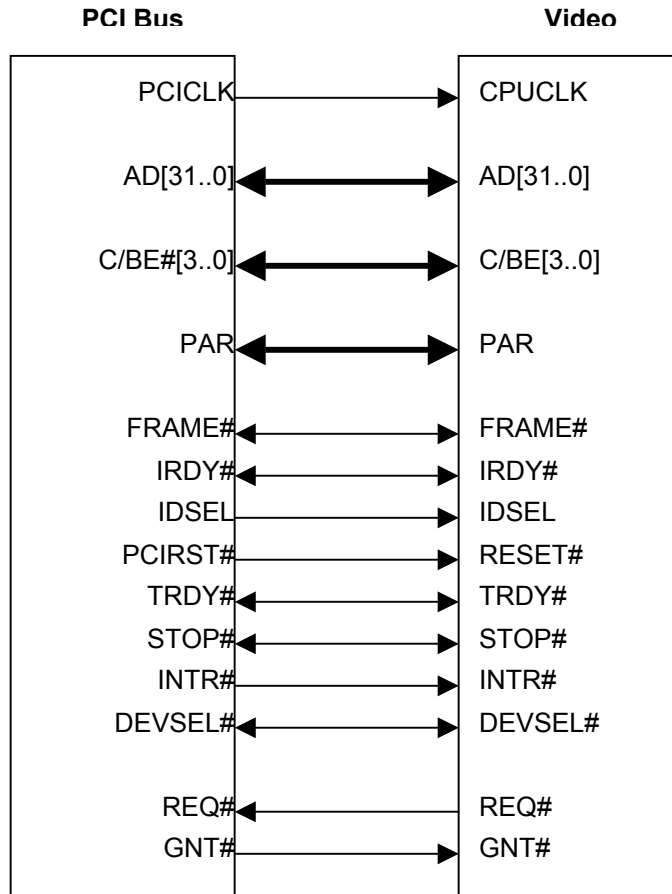 PCI Bus Video
PCICLK CPUCLK
AD[31..0] AD[31..0]
C/BE#[3..0] C/BE[3..0]
PAR PAR
FRAME# FRAME#
IRDY# IRDY#
IDSEL IDSEL
PCIRST# RESET#
TRDY# TRDY#
STOP# STOP#
INTR# INTR#
DEVSEL# DEVSEL#
REQ# REQ#
GNT# GNT#